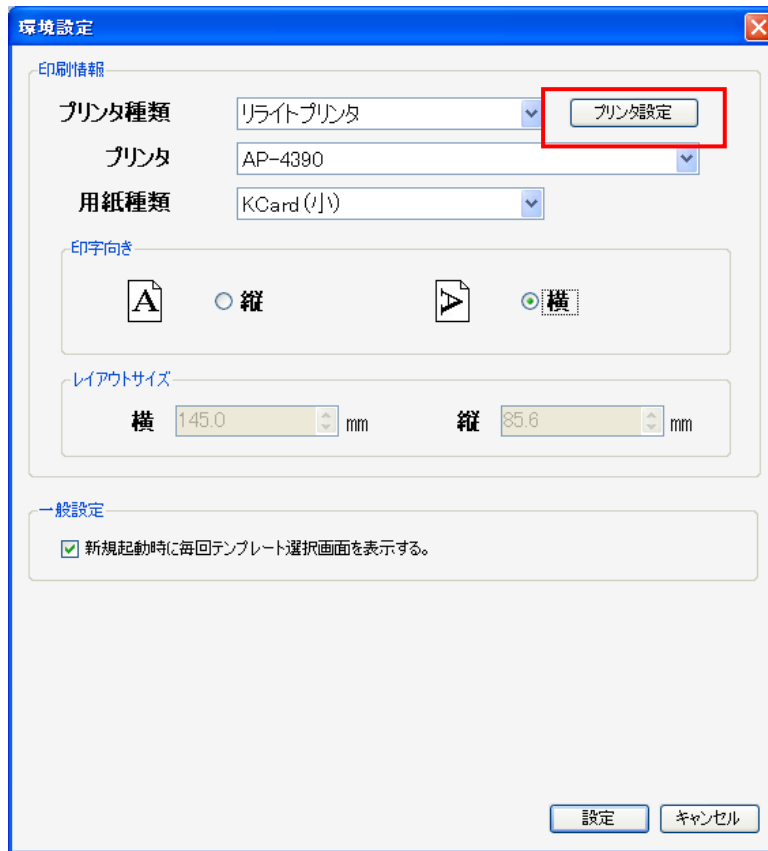 環境設定
印刷情報
プリンタ種類 リライトプリンタ プリンタ設定
プリンタ AP-4390
用紙種類 KCard(小)
印字向き
A 縦 A 横
レイアウトサイズ
横 145.0 mm 縦 85.6 mm
一般設定
新規起動時に毎回テンプレート選択画面を表示する。
設定 キャンセル